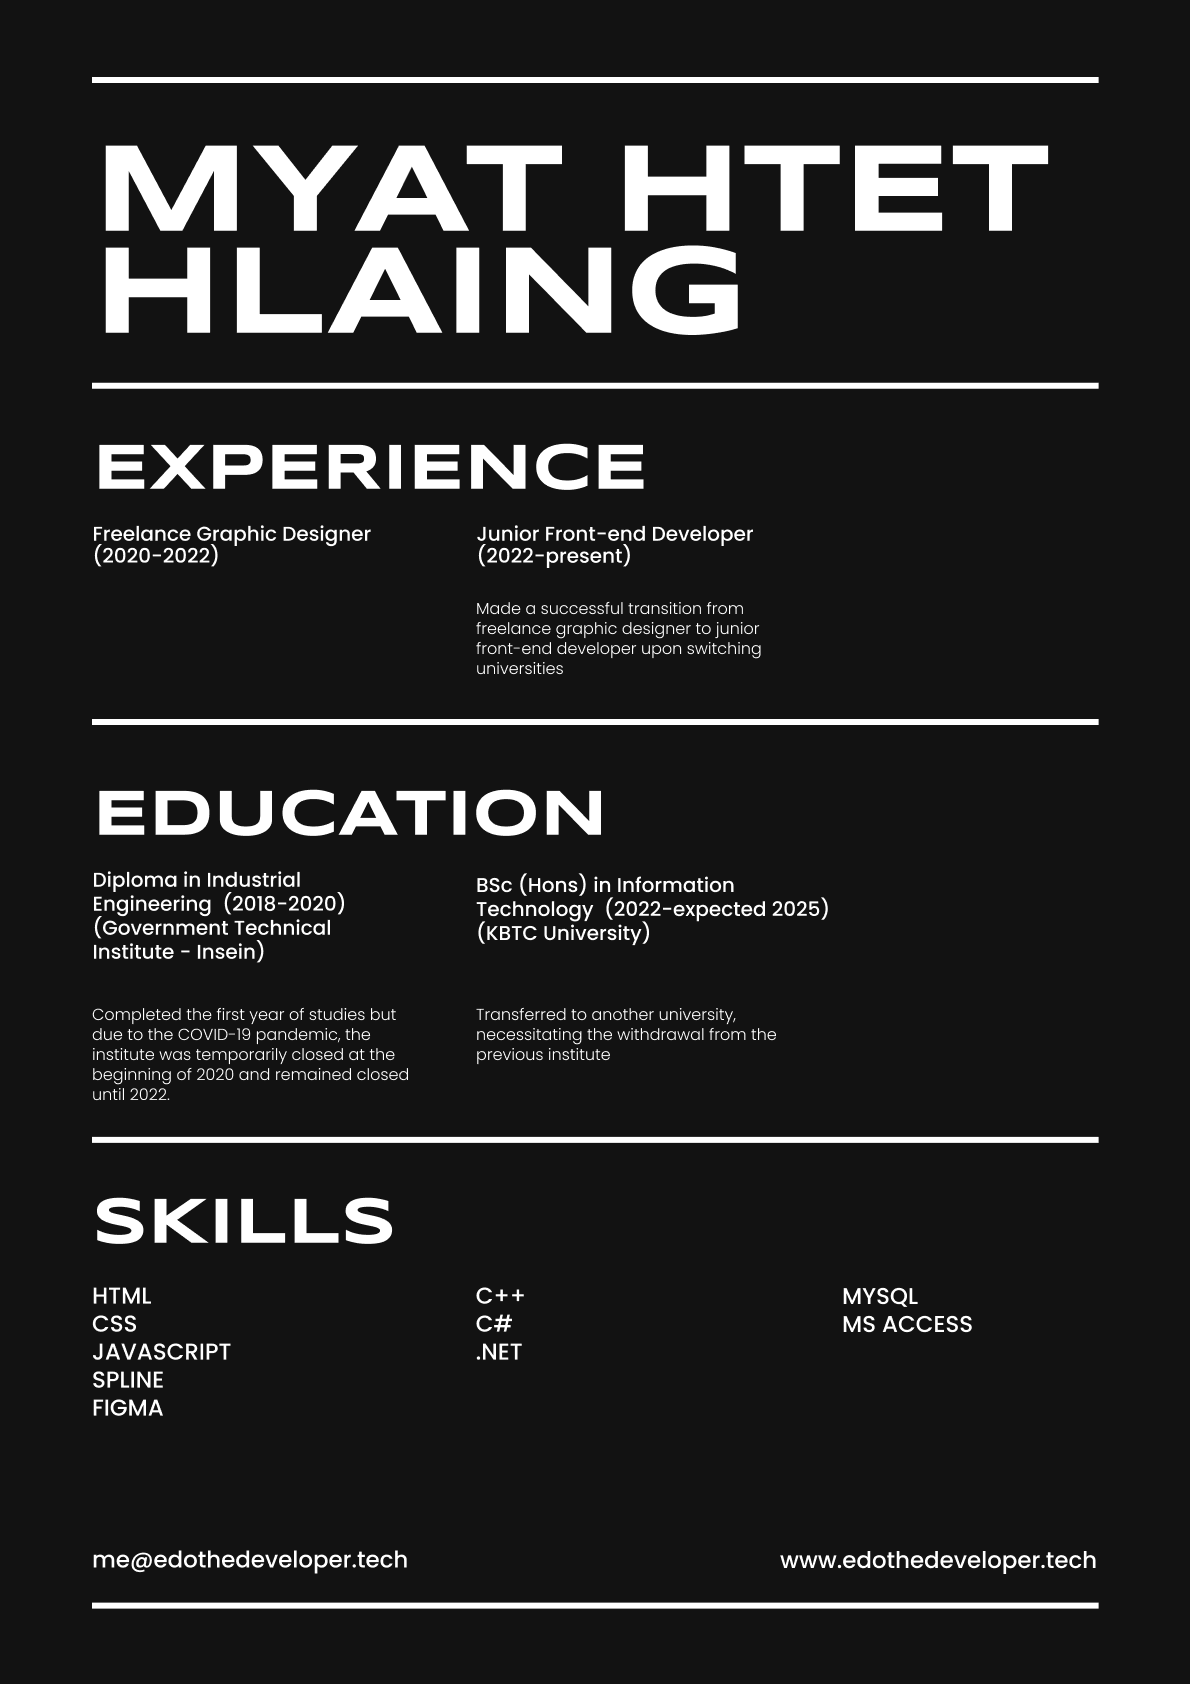 MYAT HTET
HLAING
EXPERIENCE
Freelance Graphic Designer
(2020-2022)
Junior Front-end Developer
(2022-present)
Made a successful transition from
freelance graphic designer to junior
front-end developer upon switching
universities
EDUCATION
Diploma in Industrial
Engineering (2018-2020)
(Government Technical
Institute - Insein)
Completed the first year of studies but
due to the COVID-19 pandemic, the
institute was temporarily closed at the
beginning of 2020 and remained closed
until 2022.
BSc (Hons) in Information
Technology (2022-expected 2025)
(KBTC University)
Transferred to another university,
necessitating the withdrawal from the
previous institute
SKILLS
HTML
CSS
JAVASCRIPT
SPLINE
FIGMA
C++
C#
.NET
MYSQL
MS ACCESS
me@edothedeveloper.tech
www.edothedeveloper.tech